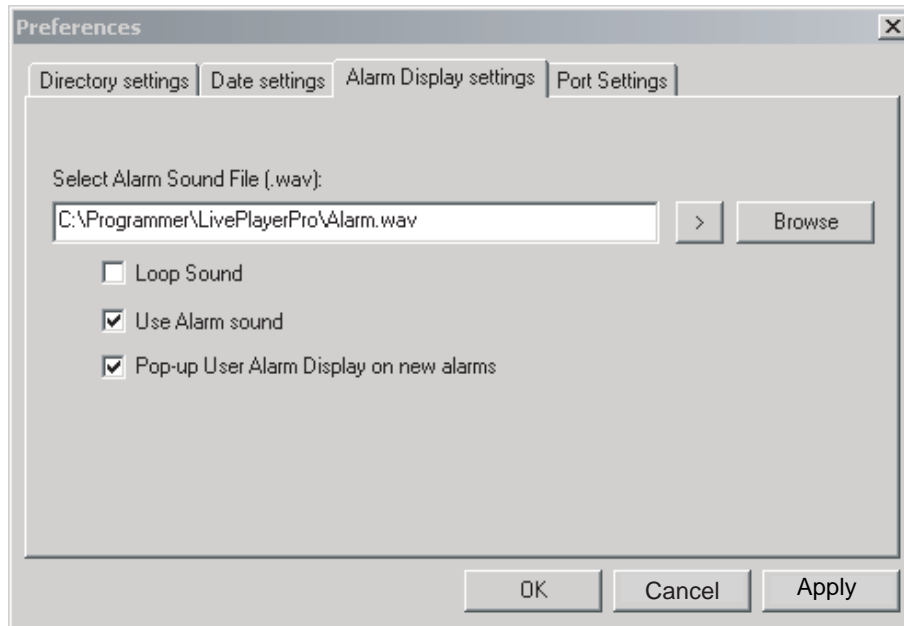 Preferences
Directory settings
Date settings
Alarm Display settings
Port Settings
Select Alarm Sound File (.wav):
C:\Programmer\LivePlayerPro\Alarm.wav
>
Browse
Loop Sound
Use Alarm sound
Pop-up User Alarm Display on new alarms
OK
Cancel
Apply